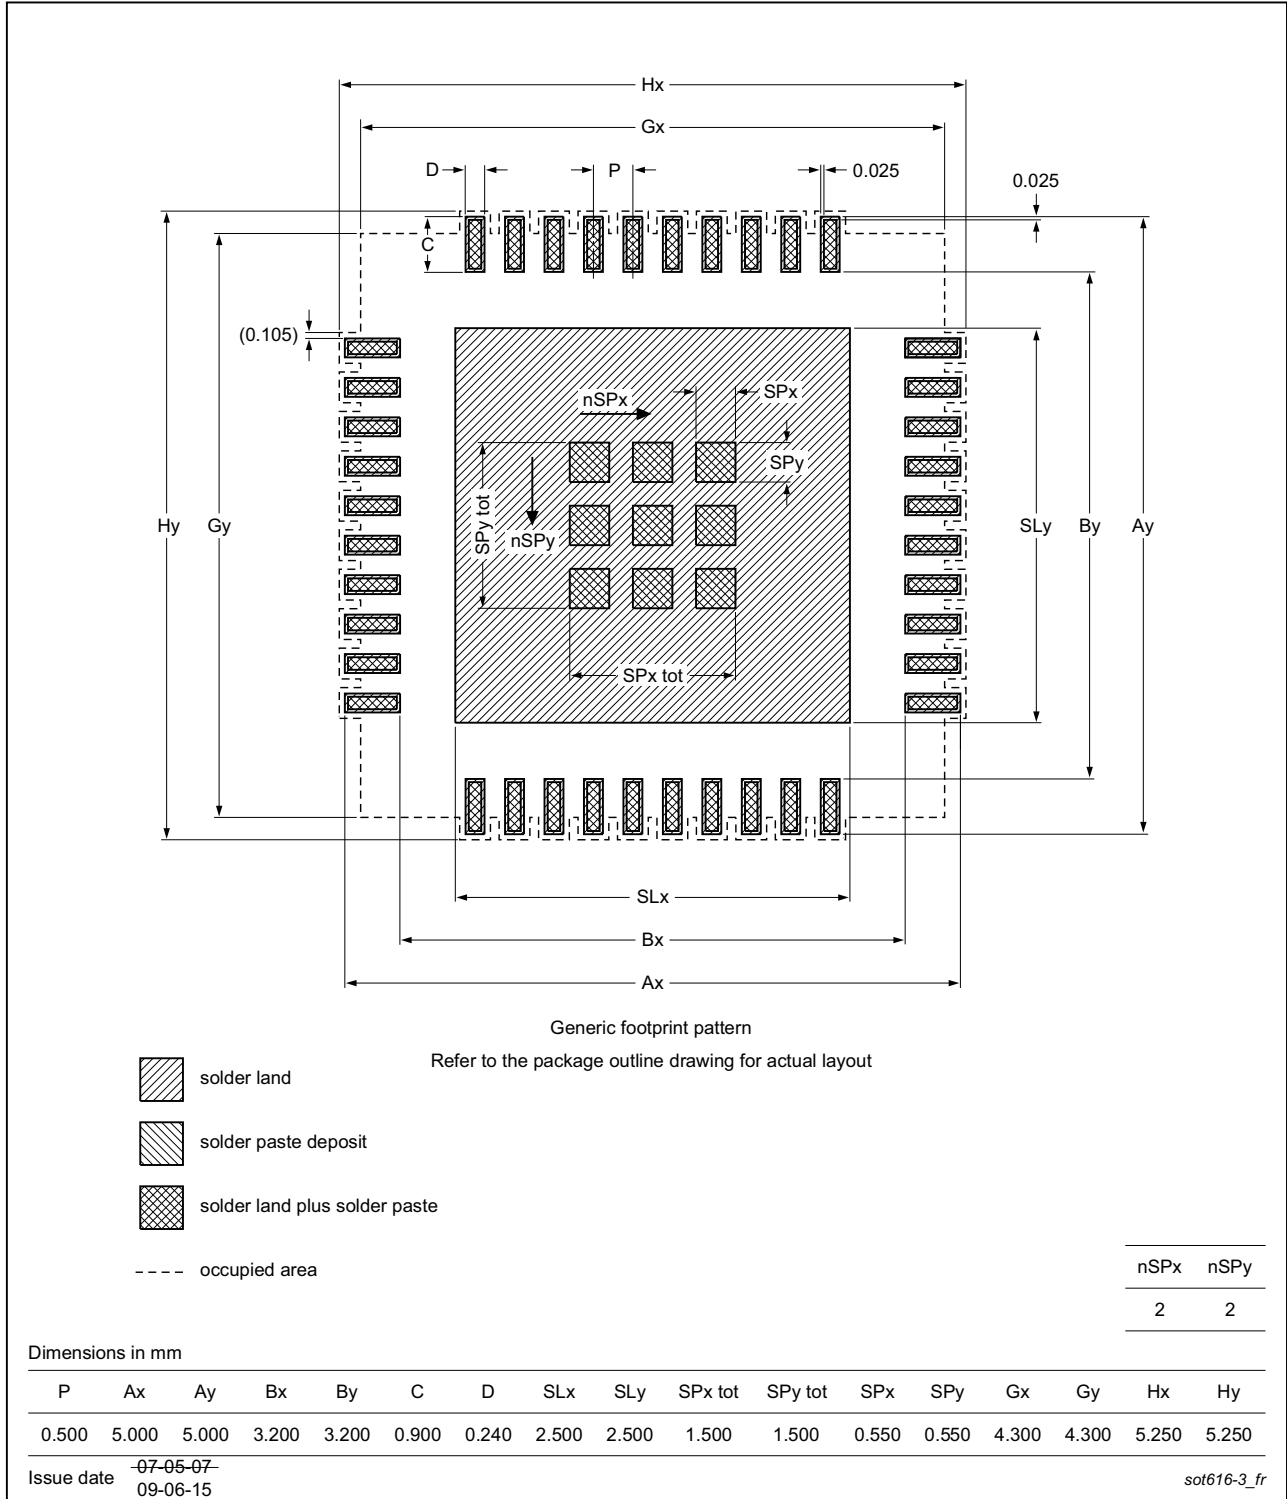 Hx
Gx
D
P
0.025
0.025
C
(0.105)
nSPx
SPx
SPy
SPy tot
nSPy
Hy
Gy
SLy
By
Ay
SPx tot
SLx
Bx
Ax
Generic footprint pattern
Refer to the package outline drawing for actual layout
solder land
solder paste deposit
solder land plus solder paste
occupied area
nSPx nSPy
2 2
Dimensions in mm
P Ax Ay Bx By C D SLx SLy SPx tot SPy tot SPx SPy Gx Gy Hx Hy
0.500 5.000 5.000 3.200 3.200 0.900 0.240 2.500 2.500 1.500 1.500 0.550 0.550 4.300 4.300 5.250 5.250
Issue date 07-05-07
09-06-15
sot616-3_fr